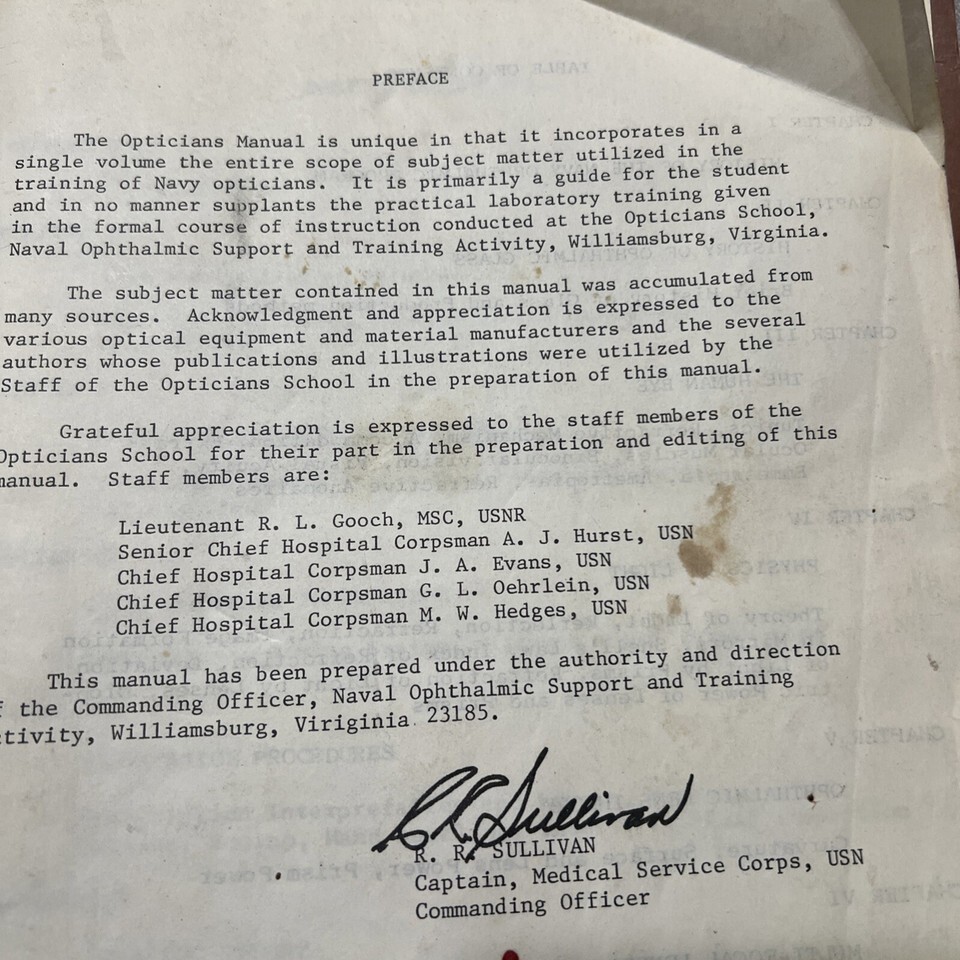 PREFACE
The Opticians Manual is unique in that it incorporates in a
single volume the entire scope of subject matter utilized in the
training of Navy opticians. It is primarily a guide for the student
and in no manner supplants the practical laboratory training given
in the formal course of instruction conducted at the Opticians School,
Naval Ophthalmic Support and Training Activity, Williamsburg, Virginia.
The subject matter contained in this manual was accumulated from
many sources. Acknowledgment and appreciation is expressed to the
various optical equipment and material manufacturers and the several
authors whose publications and illustrations were utilized by the
Staff of the Opticians School in the preparation of this manual.
Grateful appreciation is expressed to the staff members of the
Opticians School for their part in the preparation and editing of this
manual. Staff members are:
Lieutenant R. L. Gooch, MSC, USNR
Senior Chief Hospital Corpsman A. J. Hurst, USN
Chief Hospital Corpsman J. A. Evans, USN
Chief Hospital Corpsman G. L. Oehrlein, USN
Chief Hospital Corpsman M. W. Hedges, USN
This manual has been prepared under the authority and direction
f the Commanding Officer, Naval Ophthalmic Support and Training
tivity, Williamsburg, Viriginia 23185.
R R Sullivan
R. R. SULLIVAN
Captain, Medical Service Corps, USN
Commanding Officer